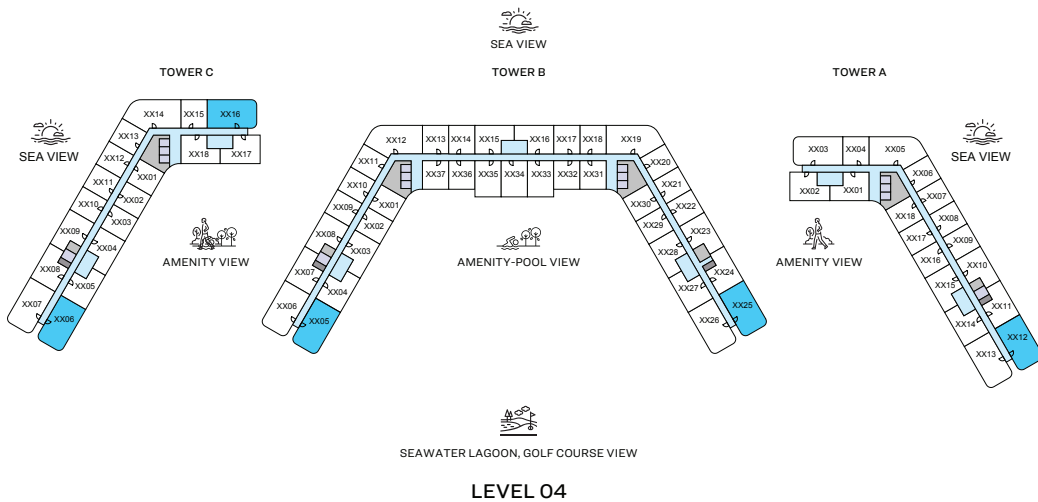 SEA VIEW
TOWER C
TOWER B
TOWER A
SEA VIEW
SEA VIEW
XX14
XX15
XX16
XX13
XX18
XX17
XX12
XX01
XX11
XX02
XX10
XX03
XX09
XX04
XX08
XX05
XX07
XX06
AMENITY VIEW
XX12
XX13
XX14
XX15
XX16
XX17
XX18
XX19
XX11
XX37
XX36
XX35
XX34
XX33
XX32
XX31
XX20
XX10
XX01
XX30
XX21
XX09
XX02
XX29
XX22
XX08
XX03
XX28
XX23
XX07
XX04
XX27
XX24
XX06
XX05
XX26
XX25
AMENITY-POOL VIEW
XX03
XX04
XX05
XX02
XX01
XX06
XX07
XX18
XX08
XX17
XX09
XX16
XX10
XX15
XX11
XX14
XX12
XX13
AMENITY VIEW
SEAWATER LAGOON, GOLF COURSE VIEW
LEVEL 04